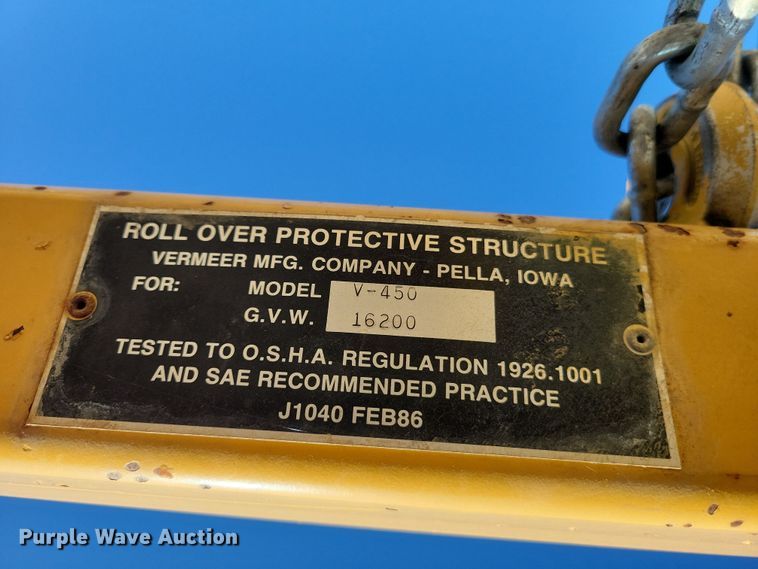 ROLL OVER PROTECTIVE STRUCTURE
VERMEER MFG. COMPANY - PELLA, IOWA
FOR: MODEL V-450
G.V.W. 16200
TESTED TO O.S.H.A. REGULATION 1926.1001
AND SAE RECOMMENDED PRACTICE
J1040 FEB86
Purple Wave Auction